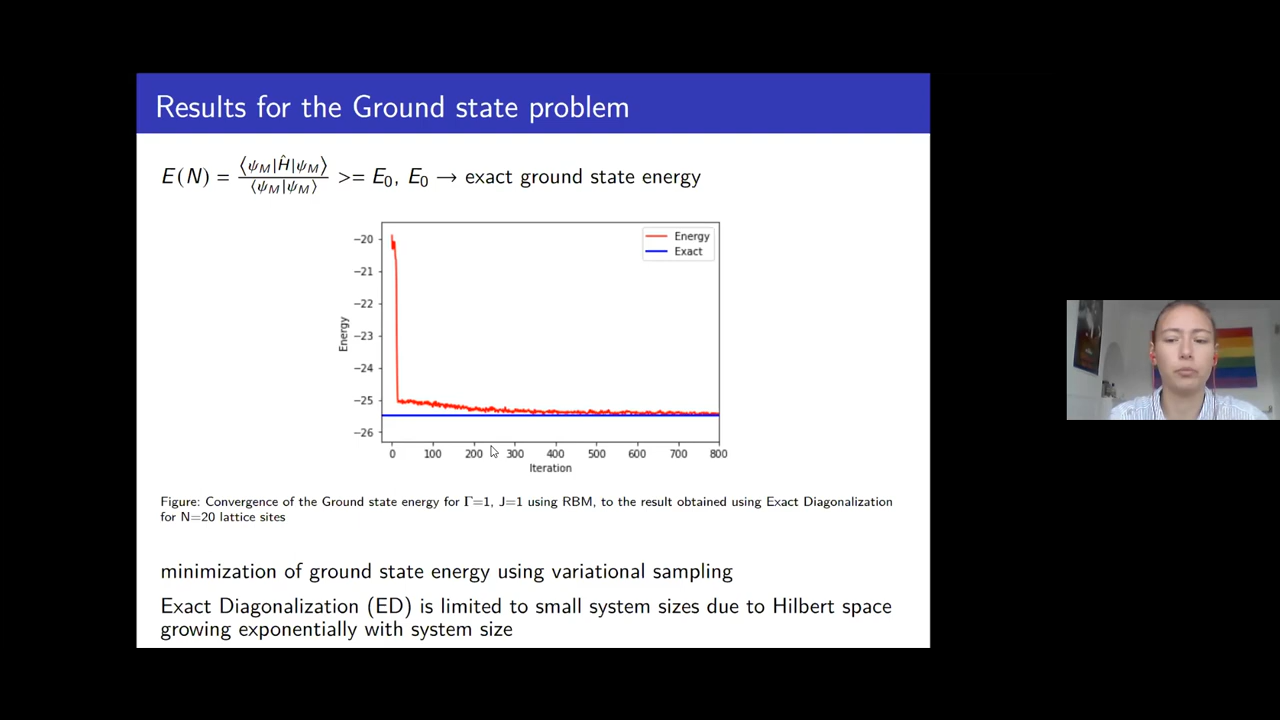 Results for the Ground state problem
E(N) = ⟨ψ_M|Ĥ|ψ_M⟩ / ⟨ψ_M|ψ_M⟩ >= E_0, E_0 → exact ground state energy
Energy
Exact
−20
−21
−22
−23
−24
−25
−26
Energy
0 100 200 300 400 500 600 700 800
Iteration
Figure: Convergence of the Ground state energy for Γ=1, J=1 using RBM, to the result obtained using Exact Diagonalization
for N=20 lattice sites
minimization of ground state energy using variational sampling
Exact Diagonalization (ED) is limited to small system sizes due to Hilbert space
growing exponentially with system size